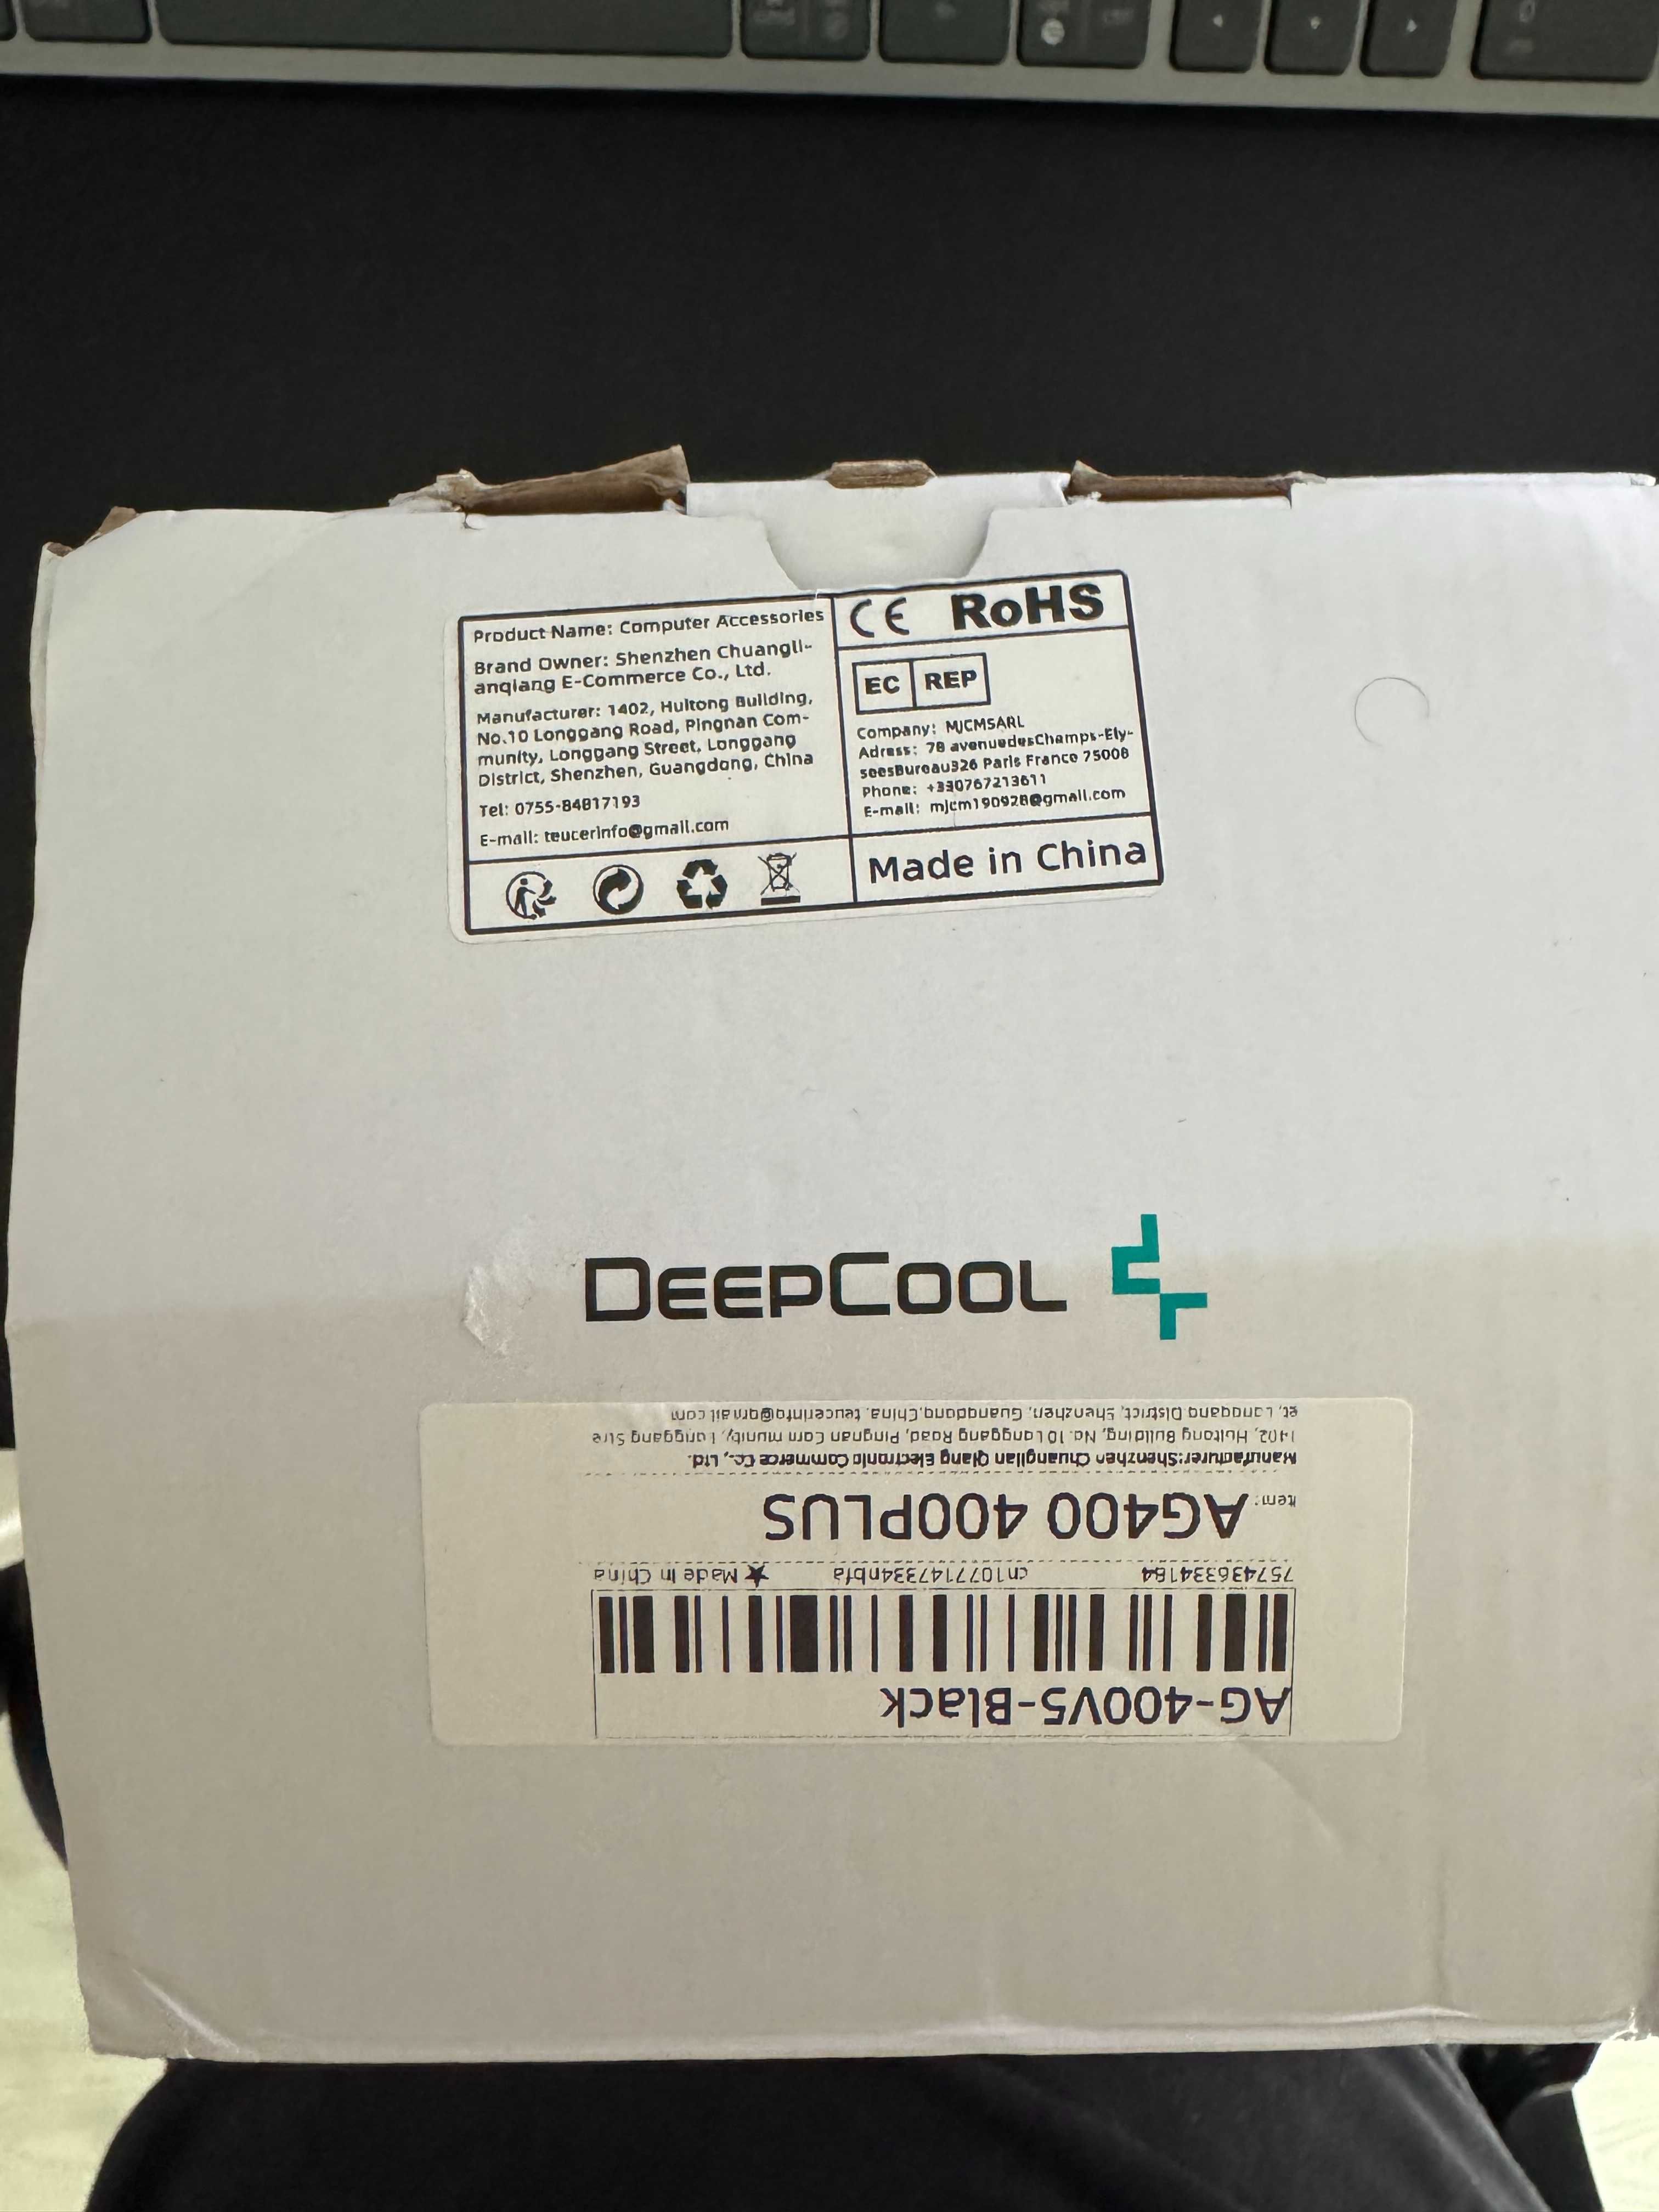 Product Name: Computer Accessories
Brand Owner: Shenzhen Chuangli-
anqiang E-Commerce Co., Ltd.
Manufacturer: 1402, Huitong Building,
No.10 Longgang Road, Pingnan Com-
munity, Longgang Street, Longgang
District, Shenzhen, Guangdong, China
Tel: 0755-84817193
E-mail: teucerinfo@gmail.com
CE RoHS
EC REP
Company: MJCMSARL
Adress: 78 avenuedesChamps-Ely-
seesBureau326 Paris France 75008
Phone: +330767213611
E-mail: mjcm190928@gmail.com
Made in China
DEEPCOOL
AG-400V5-Black
757436334184 cn1077147334nbfa ★ Made In China
Item: AG400 400PLUS
Manufacturer:Shenzhen Chuanglian Qiang Electronic Commerce Co., Ltd.
1402, Huitong Building, No. 10 Longgang Road, Pingnan Com munity, Longgang Stre
et, Longgang District, Shenzhen, Guangdong,China. teucerinfo@gmail.com